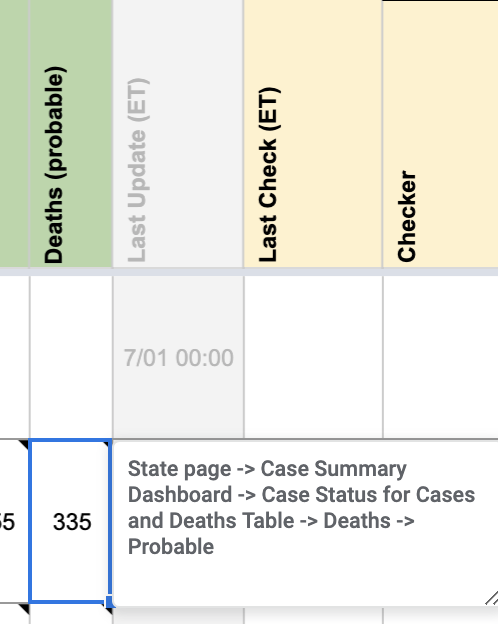 Deaths (probable)
Last Update (ET)
Last Check (ET)
Checker
7/01 00:00
55
335
State page -> Case Summary
Dashboard -> Case Status for Cases
and Deaths Table -> Deaths ->
Probable